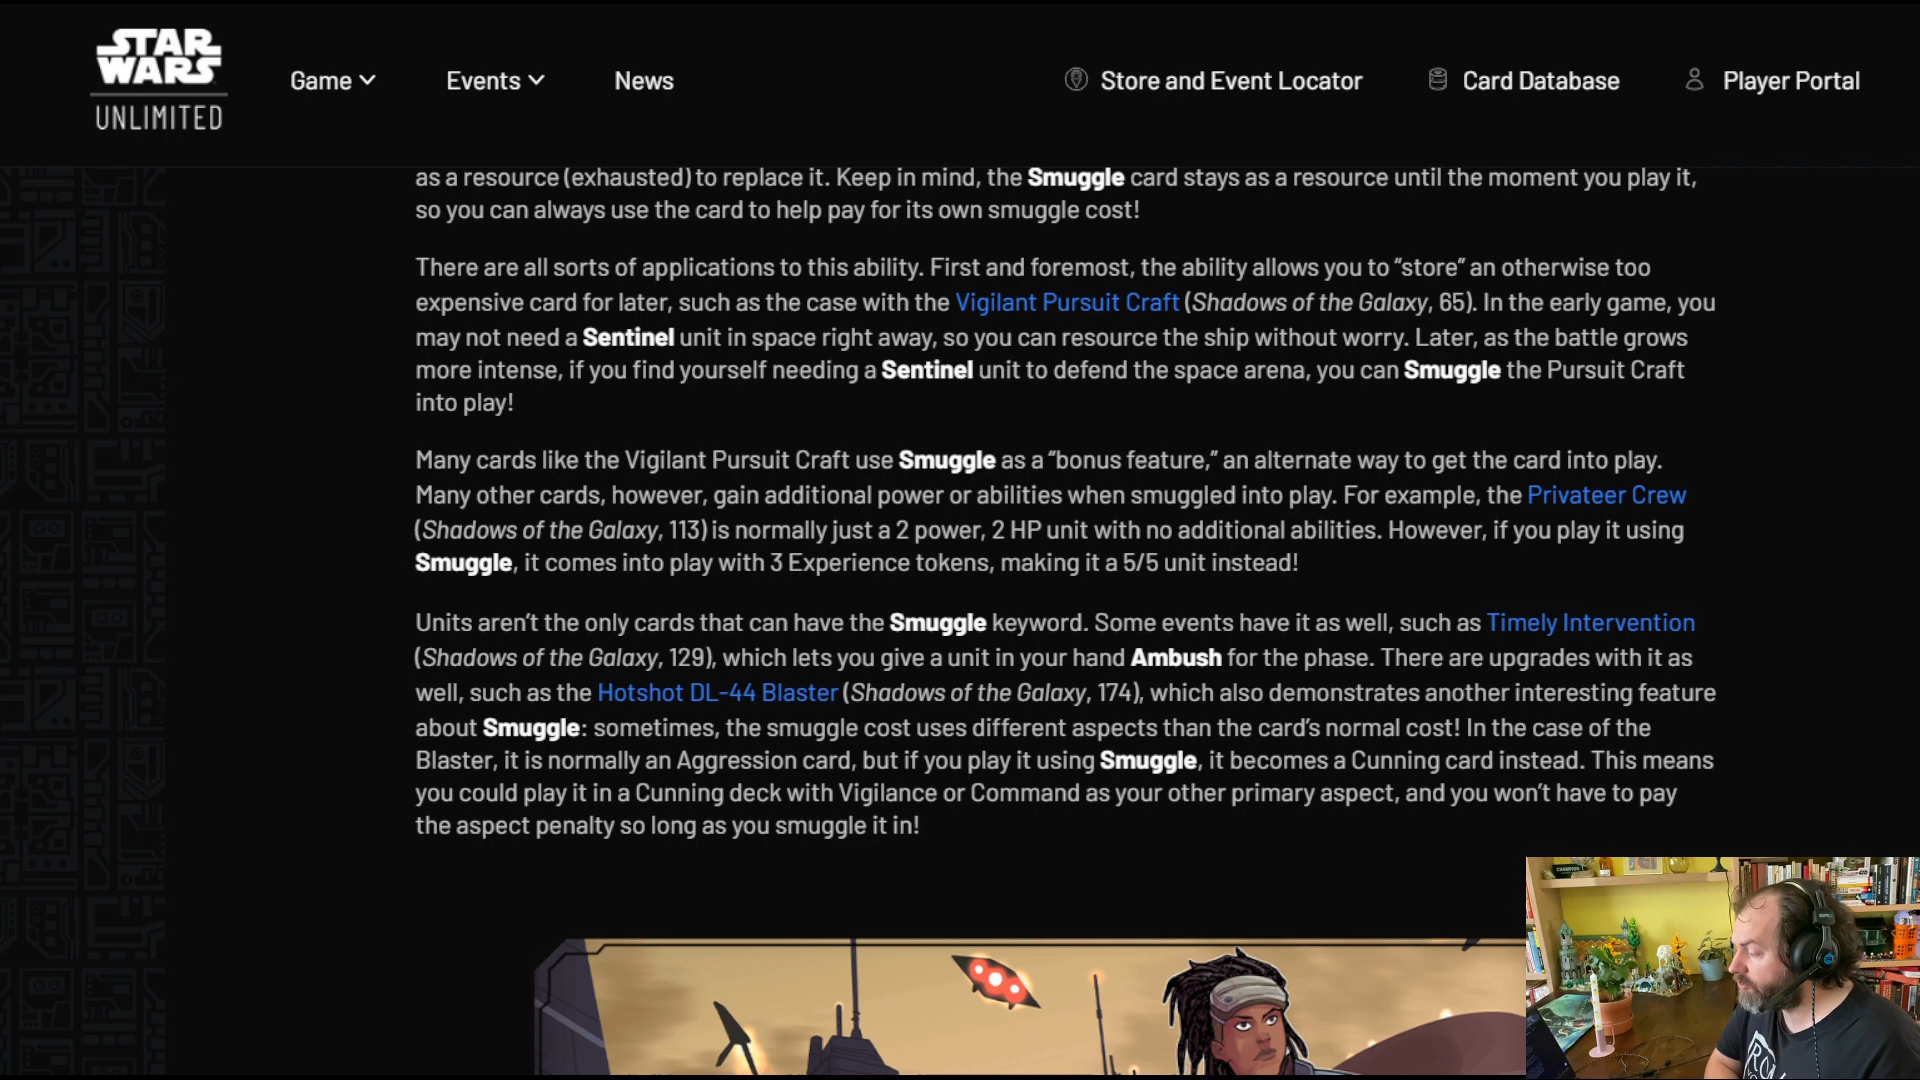 STAR
WARS
UNLIMITED
Game
Events
News
Store and Event Locator
Card Database
Player Portal
as a resource (exhausted) to replace it. Keep in mind, the Smuggle card stays as a resource until the moment you play it,
so you can always use the card to help pay for its own smuggle cost!
There are all sorts of applications to this ability. First and foremost, the ability allows you to “store” an otherwise too
expensive card for later, such as the case with the Vigilant Pursuit Craft (Shadows of the Galaxy, 65). In the early game, you
may not need a Sentinel unit in space right away, so you can resource the ship without worry. Later, as the battle grows
more intense, if you find yourself needing a Sentinel unit to defend the space arena, you can Smuggle the Pursuit Craft
into play!
Many cards like the Vigilant Pursuit Craft use Smuggle as a “bonus feature,” an alternate way to get the card into play.
Many other cards, however, gain additional power or abilities when smuggled into play. For example, the Privateer Crew
(Shadows of the Galaxy, 113) is normally just a 2 power, 2 HP unit with no additional abilities. However, if you play it using
Smuggle, it comes into play with 3 Experience tokens, making it a 5/5 unit instead!
Units aren’t the only cards that can have the Smuggle keyword. Some events have it as well, such as Timely Intervention
(Shadows of the Galaxy, 129), which lets you give a unit in your hand Ambush for the phase. There are upgrades with it as
well, such as the Hotshot DL-44 Blaster (Shadows of the Galaxy, 174), which also demonstrates another interesting feature
about Smuggle: sometimes, the smuggle cost uses different aspects than the card’s normal cost! In the case of the
Blaster, it is normally an Aggression card, but if you play it using Smuggle, it becomes a Cunning card instead. This means
you could play it in a Cunning deck with Vigilance or Command as your other primary aspect, and you won’t have to pay
the aspect penalty so long as you smuggle it in!